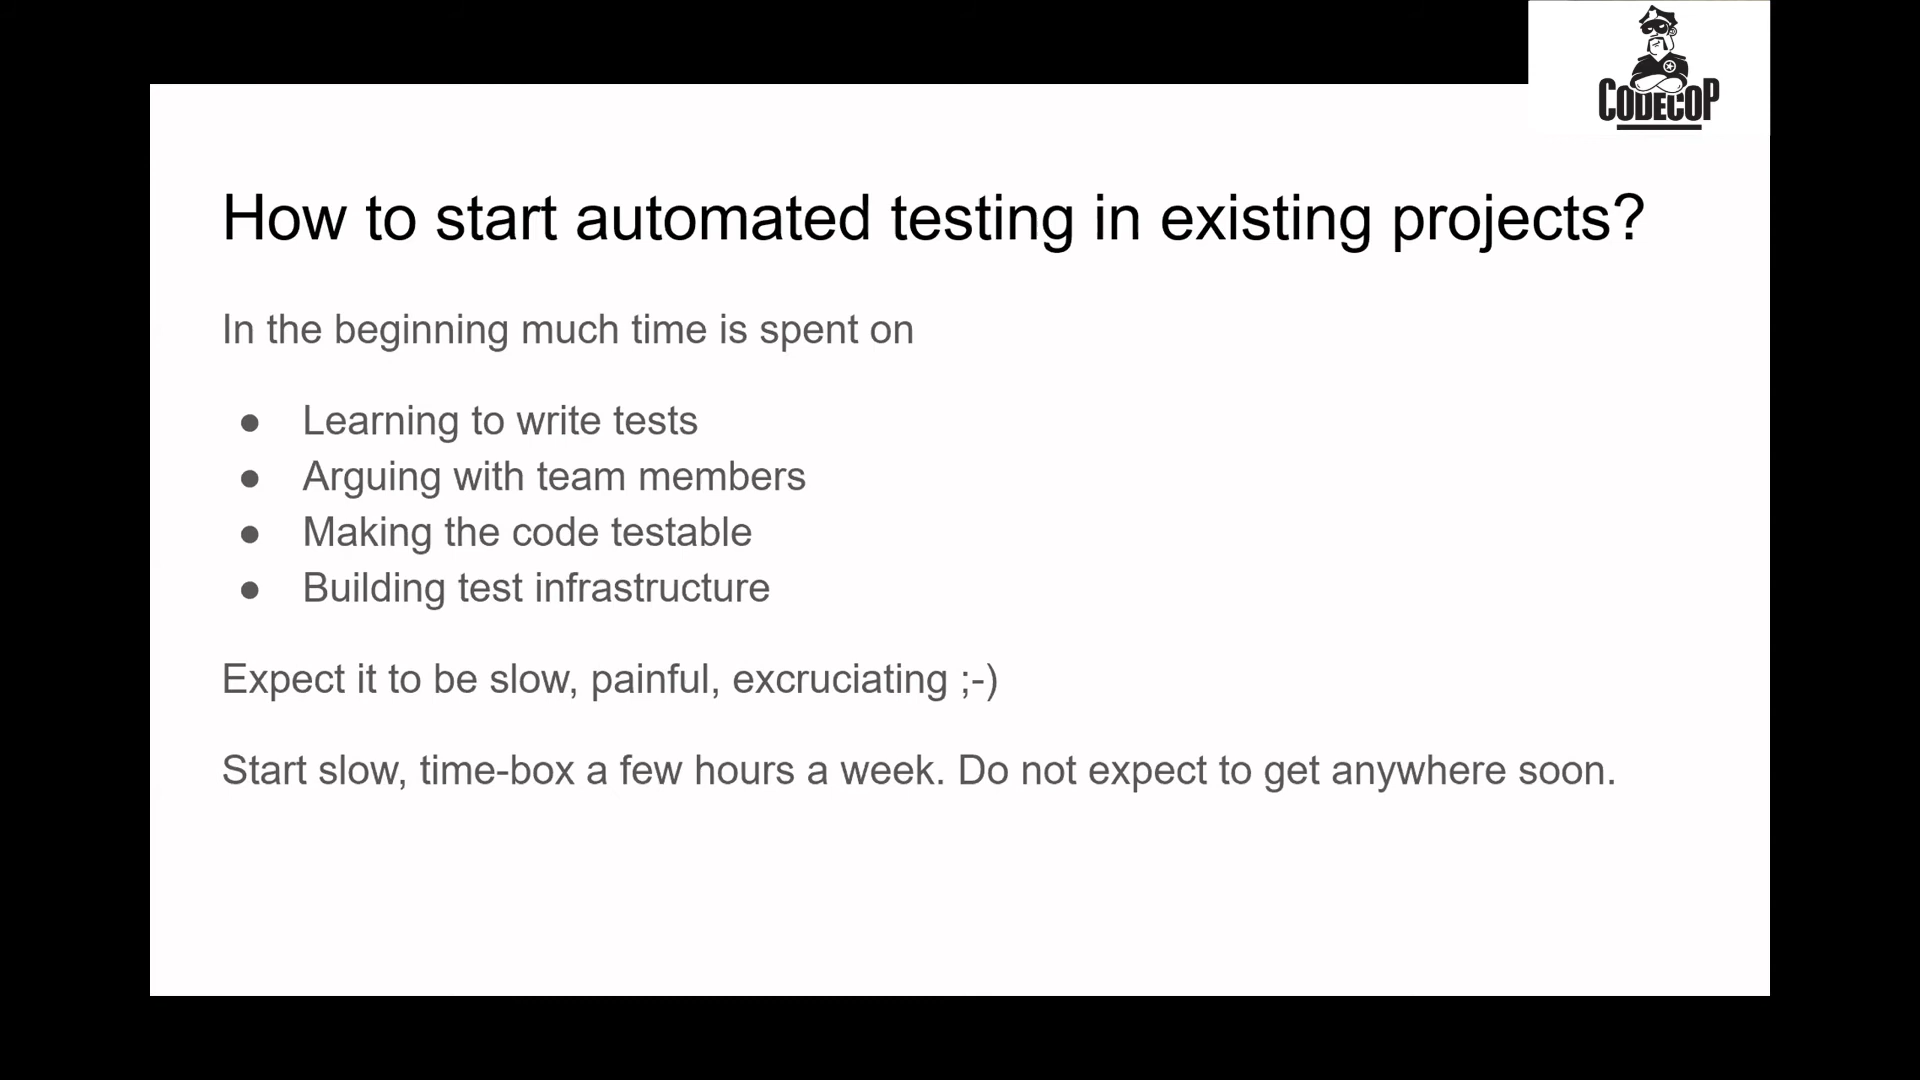 CODECOP
How to start automated testing in existing projects?
In the beginning much time is spent on
● Learning to write tests
● Arguing with team members
● Making the code testable
● Building test infrastructure
Expect it to be slow, painful, excruciating ;-)
Start slow, time-box a few hours a week. Do not expect to get anywhere soon.